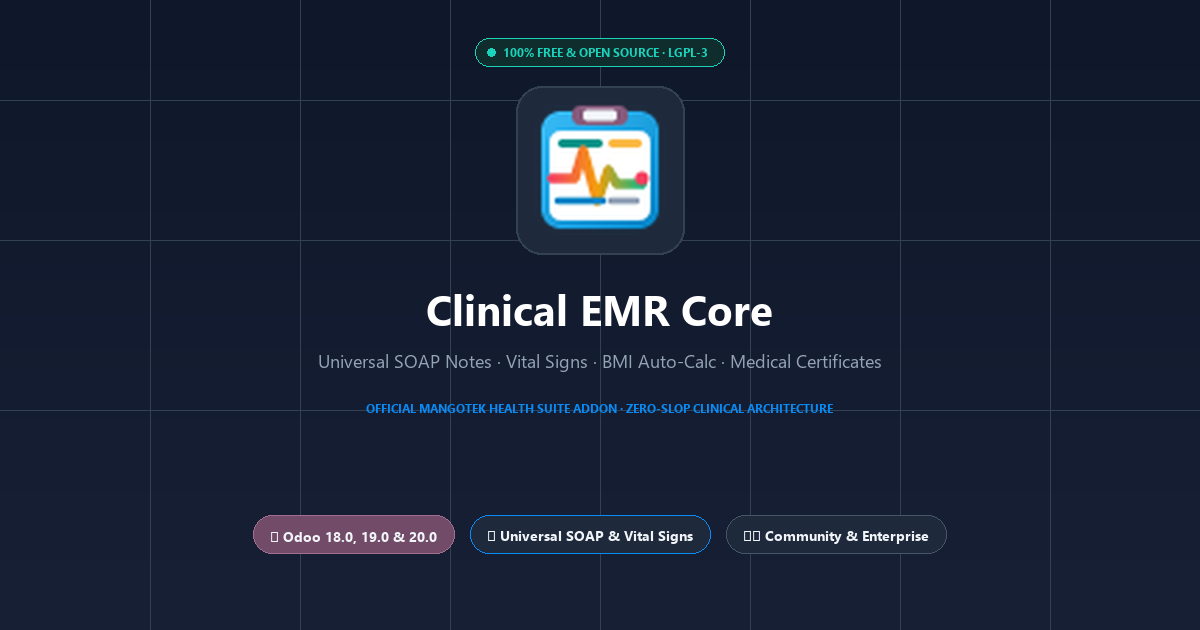 100% FREE & OPEN SOURCE · LGPL-3
Clinical EMR Core
Universal SOAP Notes · Vital Signs · BMI Auto-Calc · Medical Certificates
OFFICIAL MANGOTEK HEALTH SUITE ADDON · ZERO-SLOP CLINICAL ARCHITECTURE
Odoo 18.0, 19.0 & 20.0
Universal SOAP & Vital Signs
Community & Enterprise